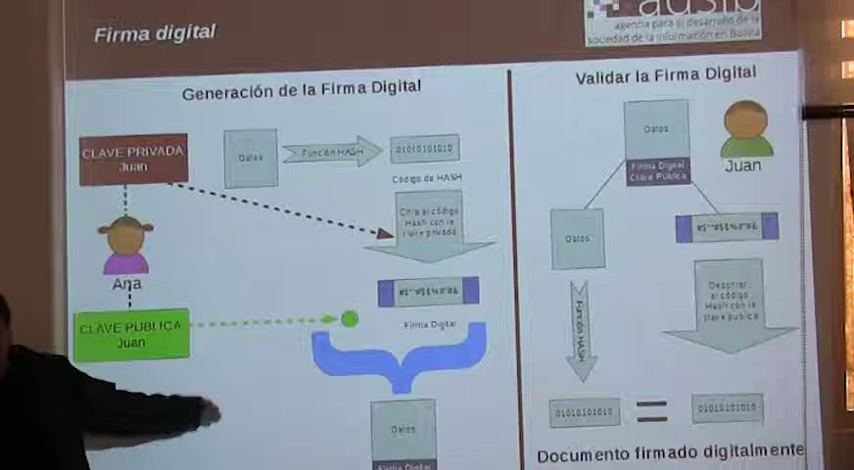 Firma digital
adsib
agencia para el desarrollo de la
sociedad de la información en Bolivia
Generación de la Firma Digital
CLAVE PRIVADA
Juan
Datos
Función HASH
01010101010
Código de HASH
Cifra el código
Hash con la
clave privada
Ana
CLAVE PUBLICA
Juan
Firma Digital
Datos
Firma Digital
Validar la Firma Digital
Datos
Firma Digital
Clave Publica
Juan
Datos
Descifrar
el código
Hash con la
clave publica
Función HASH
01010101010
=
01010101010
Documento firmado digitalmente